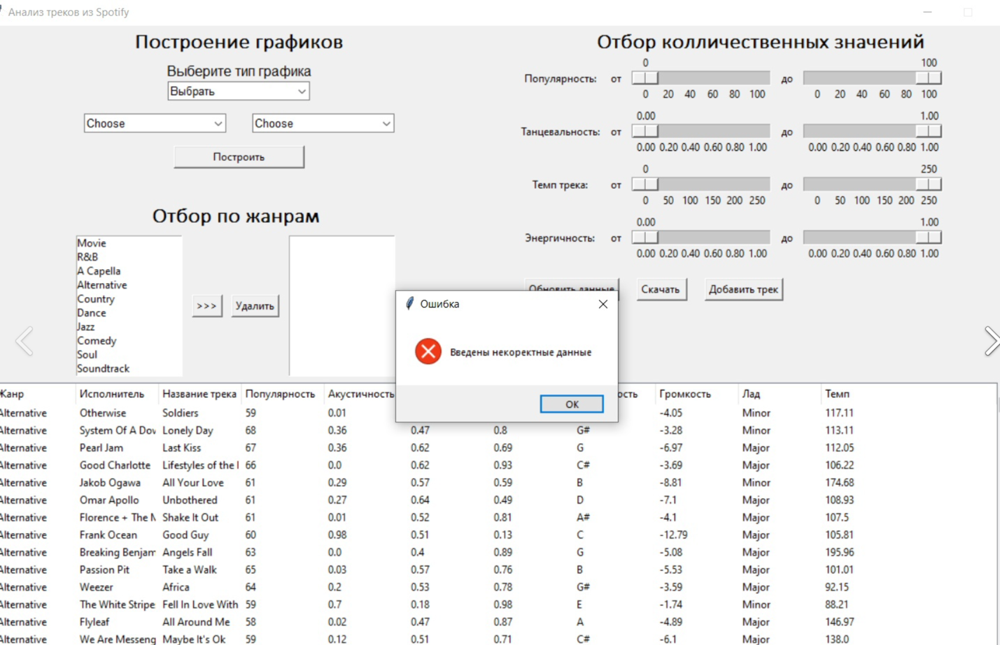 Анализ треков из Spotify
Построение графиков
Выберите тип графика
Выбрать
Choose Choose
Построить
Отбор колличественных значений
0 100
Популярность: от до
0 20 40 60 80 100 0 20 40 60 80 100
0.00 1.00
Танцевальность: от до
0.00 0.20 0.40 0.60 0.80 1.00 0.00 0.20 0.40 0.60 0.80 1.00
0 250
Темп трека: от до
0 50 100 150 200 250 0 50 100 150 200 250
0.00 1.00
Энергичность: от до
0.00 0.20 0.40 0.60 0.80 1.00 0.00 0.20 0.40 0.60 0.80 1.00
Обновить данные Скачать Добавить трек
Отбор по жанрам
Movie
R&B
A Capella
Alternative
Country
Dance
Jazz
Comedy
Soul
Soundtrack
>>> Удалить
Ошибка
Введены некоректные данные
OK
Жанр Исполнитель Название трека Популярность Акустичность ость Громкость Лад Темп
Alternative Otherwise Soldiers 59 0.01 -4.05 Minor 117.11
Alternative System Of A Dov Lonely Day 68 0.36 0.47 0.8 G# -3.28 Minor 113.11
Alternative Pearl Jam Last Kiss 67 0.36 0.62 0.69 G -6.97 Major 112.05
Alternative Good Charlotte Lifestyles of the l 66 0.0 0.62 0.93 C# -3.69 Major 106.22
Alternative Jakob Ogawa All Your Love 61 0.29 0.57 0.59 B -8.81 Minor 174.68
Alternative Omar Apollo Unbothered 61 0.27 0.64 0.49 D -7.1 Major 108.93
Alternative Florence + The M Shake It Out 61 0.01 0.52 0.81 A# -4.1 Major 107.5
Alternative Frank Ocean Good Guy 60 0.98 0.51 0.13 C -12.79 Major 105.81
Alternative Breaking Benjam Angels Fall 63 0.0 0.4 0.89 G -5.08 Major 195.96
Alternative Passion Pit Take a Walk 65 0.03 0.57 0.76 B -5.53 Major 101.01
Alternative Weezer Africa 64 0.2 0.53 0.78 G# -3.59 Major 92.15
Alternative The White Stripe Fell In Love With 59 0.7 0.18 0.98 E -1.74 Minor 88.21
Alternative Flyleaf All Around Me 58 0.02 0.47 0.87 A -4.89 Major 146.97
Alternative We Are Messeng Maybe It's Ok 59 0.12 0.51 0.71 C# -6.1 Major 138.0